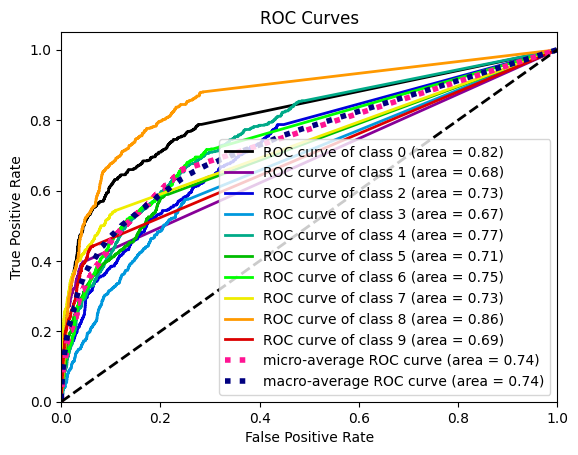 ROC Curves
True Positive Rate
1.0
0.8
0.6
0.4
0.2
0.0
ROC curve of class 0 (area = 0.82)
ROC curve of class 1 (area = 0.68)
ROC curve of class 2 (area = 0.73)
ROC curve of class 3 (area = 0.67)
ROC curve of class 4 (area = 0.77)
ROC curve of class 5 (area = 0.71)
ROC curve of class 6 (area = 0.75)
ROC curve of class 7 (area = 0.73)
ROC curve of class 8 (area = 0.86)
ROC curve of class 9 (area = 0.69)
micro-average ROC curve (area = 0.74)
macro-average ROC curve (area = 0.74)
0.0 0.2 0.4 0.6 0.8 1.0
False Positive Rate